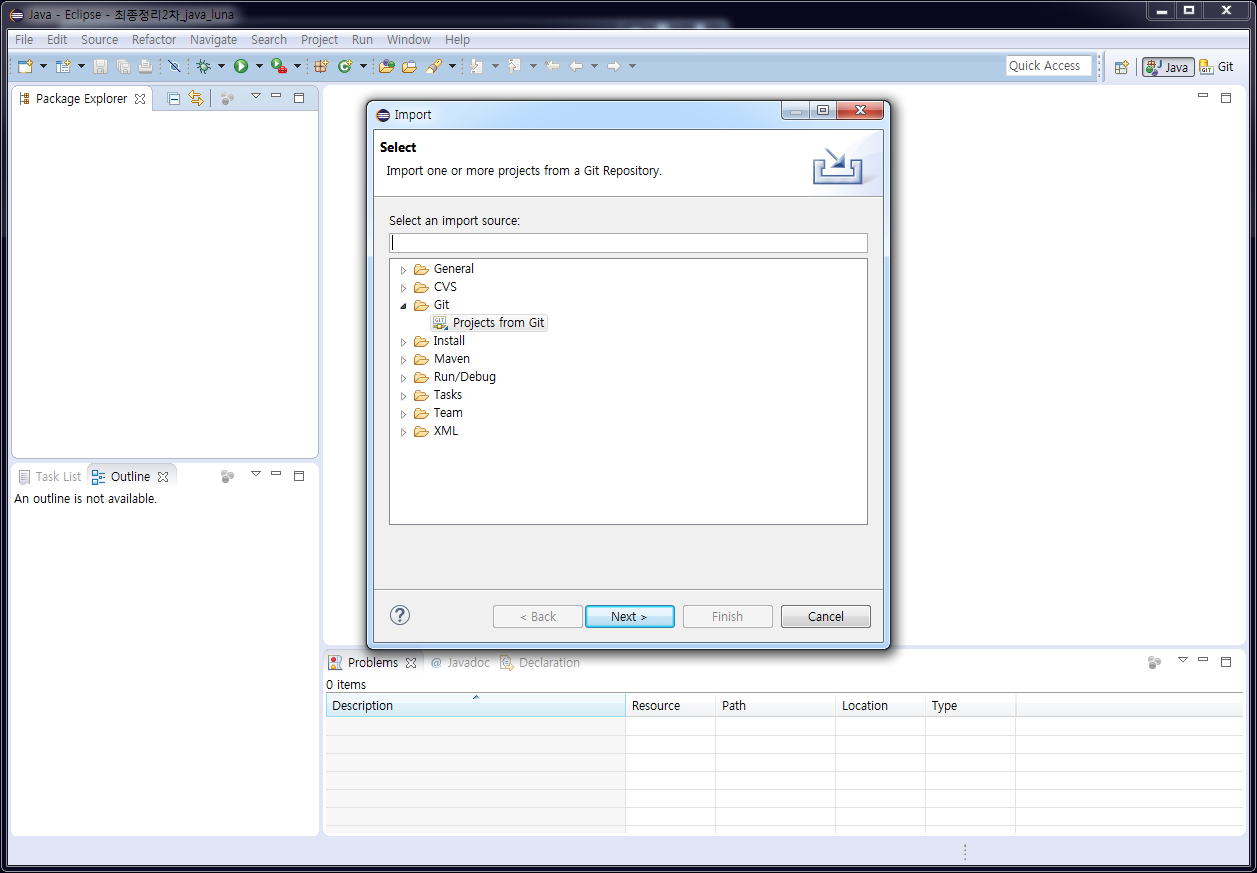 Java - Eclipse - 최종정리2차_java_luna
File Edit Source Refactor Navigate Search Project Run Window Help
Quick Access
Java
Git
Package Explorer
Import
Select
Import one or more projects from a Git Repository.
Select an import source:
General
CVS
Git
GIT
Projects from Git
Install
Maven
Run/Debug
Tasks
Team
XML
? < Back Next > Finish Cancel
Task List Outline
An outline is not available.
Problems @ Javadoc Declaration
0 items
Description Resource Path Location Type